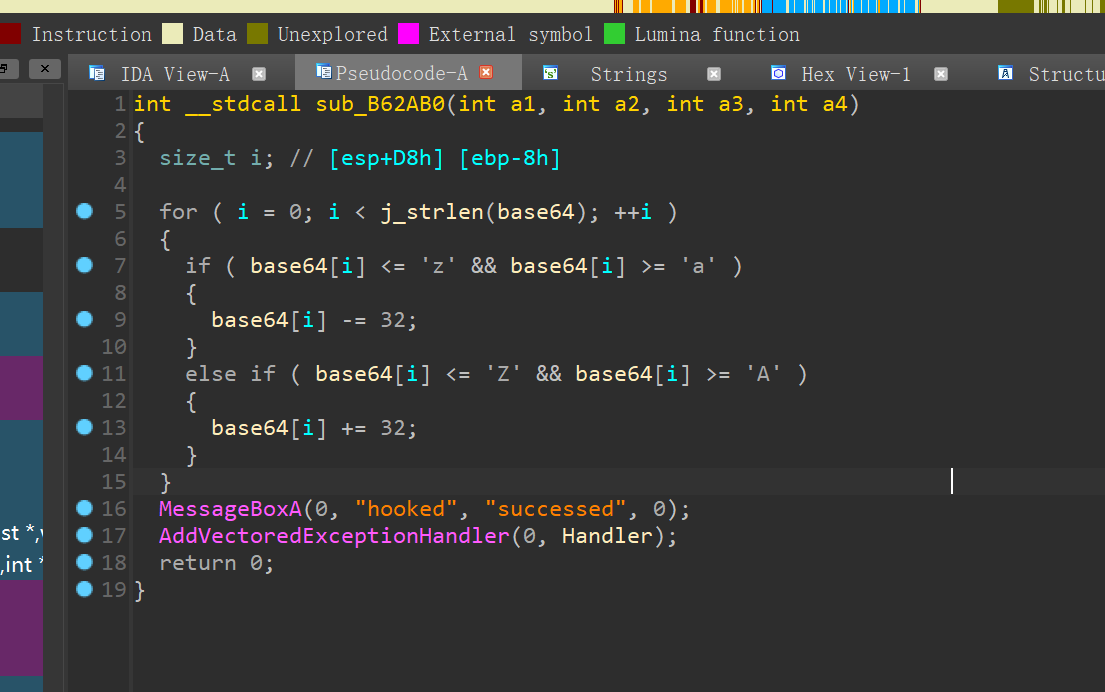 Instruction Data Unexplored External symbol Lumina function
IDA View-A Pseudocode-A Strings Hex View-1 Structu
1 int __stdcall sub_B62AB0(int a1, int a2, int a3, int a4)
2 {
3 size_t i; // [esp+D8h] [ebp-8h]
4
5 for ( i = 0; i < j_strlen(base64); ++i )
6 {
7 if ( base64[i] <= 'z' && base64[i] >= 'a' )
8 {
9 base64[i] -= 32;
10 }
11 else if ( base64[i] <= 'Z' && base64[i] >= 'A' )
12 {
13 base64[i] += 32;
14 }
15 }
16 MessageBoxA(0, "hooked", "successed", 0);
st *,
17 AddVectoredExceptionHandler(0, Handler);
,int *
18 return 0;
19 }